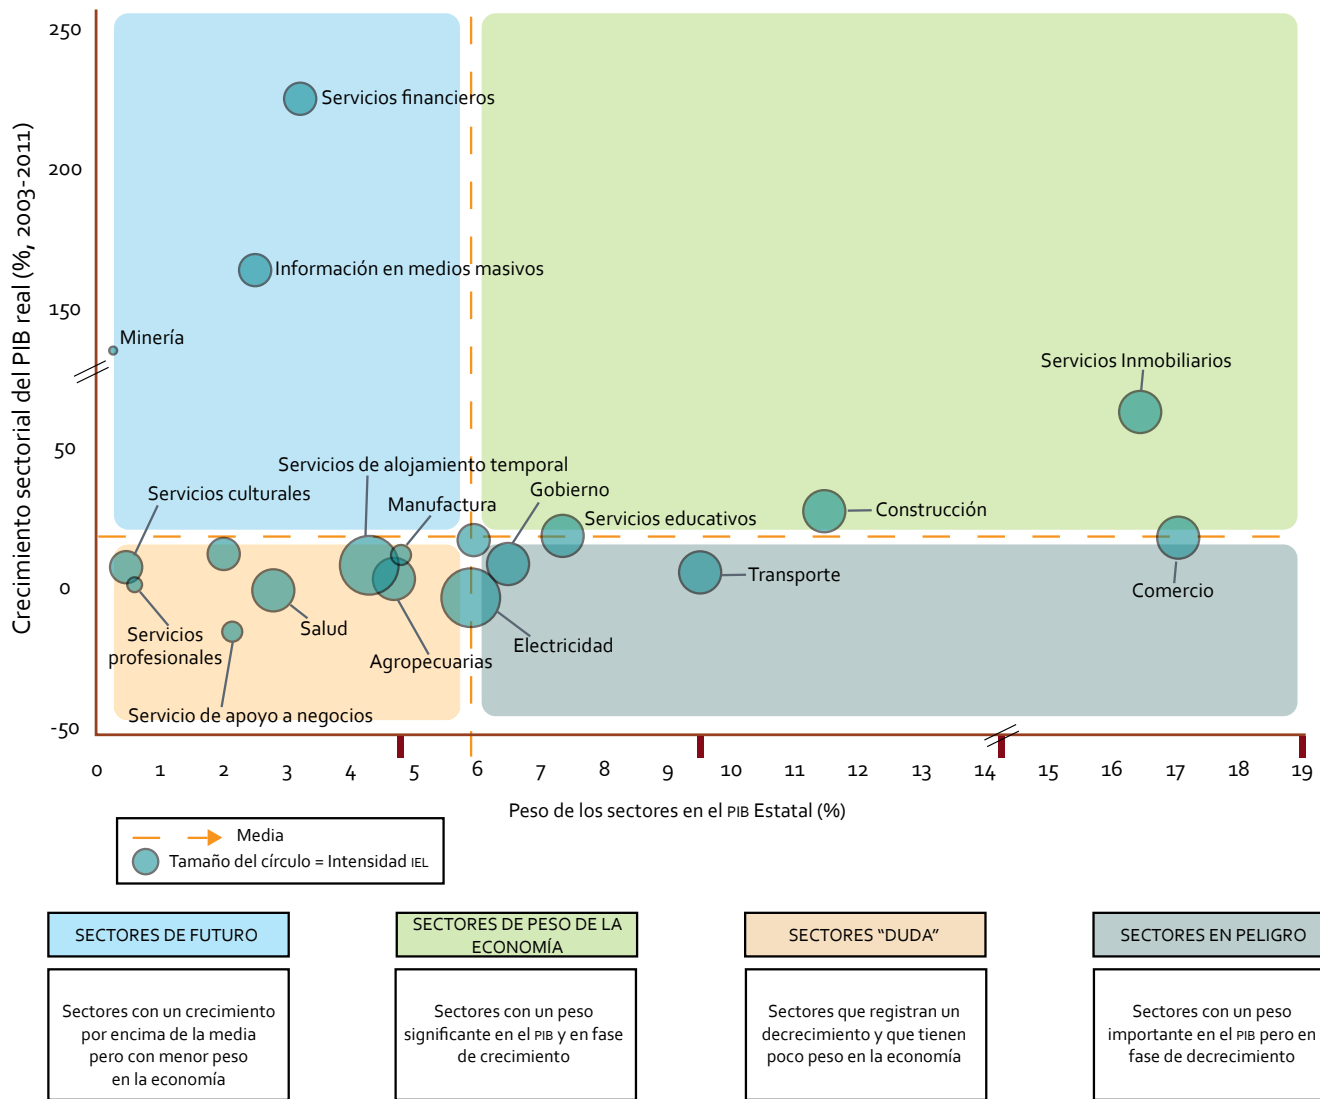 250
200
150
50
0
-50
Crecimiento sectorial del PIB real (%, 2003-2011)
Servicios financieros
Información en medios masivos
Minería
Servicios Inmobiliarios
Servicios de alojamiento temporal
Servicios culturales
Manufactura
Gobierno
Servicios educativos
Construcción
Transporte
Comercio
Servicios
profesionales
Salud
Agropecuarias
Electricidad
Servicio de apoyo a negocios
0 1 2 3 4 5 6 7 8 9 10 11 12 13 14 15 16 17 18 19
Peso de los sectores en el PIB Estatal (%)
Media
Tamaño del círculo = Intensidad IEL
SECTORES DE FUTURO
Sectores con un crecimiento
por encima de la media
pero con menor peso
en la economía
SECTORES DE PESO DE LA
ECONOMÍA
Sectores con un peso
significante en el PIB y en fase
de crecimiento
SECTORES “DUDA”
Sectores que registran un
decrecimiento y que tienen
poco peso en la economía
SECTORES EN PELIGRO
Sectores con un peso
importante en el PIB pero en
fase de decrecimiento